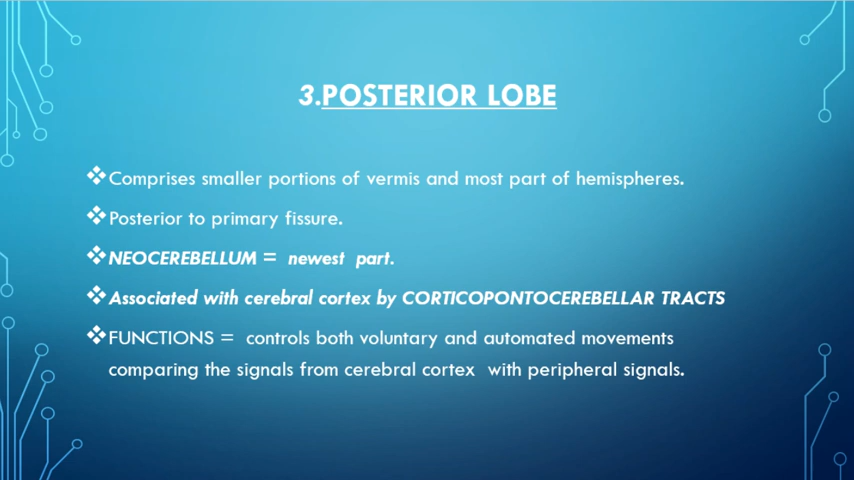 3.POSTERIOR LOBE
❖Comprises smaller portions of vermis and most part of hemispheres.
❖Posterior to primary fissure.
❖NEOCEREBELLUM = newest part.
❖Associated with cerebral cortex by CORTICOPONTOCEREBELLAR TRACTS
❖FUNCTIONS = controls both voluntary and automated movements
comparing the signals from cerebral cortex with peripheral signals.